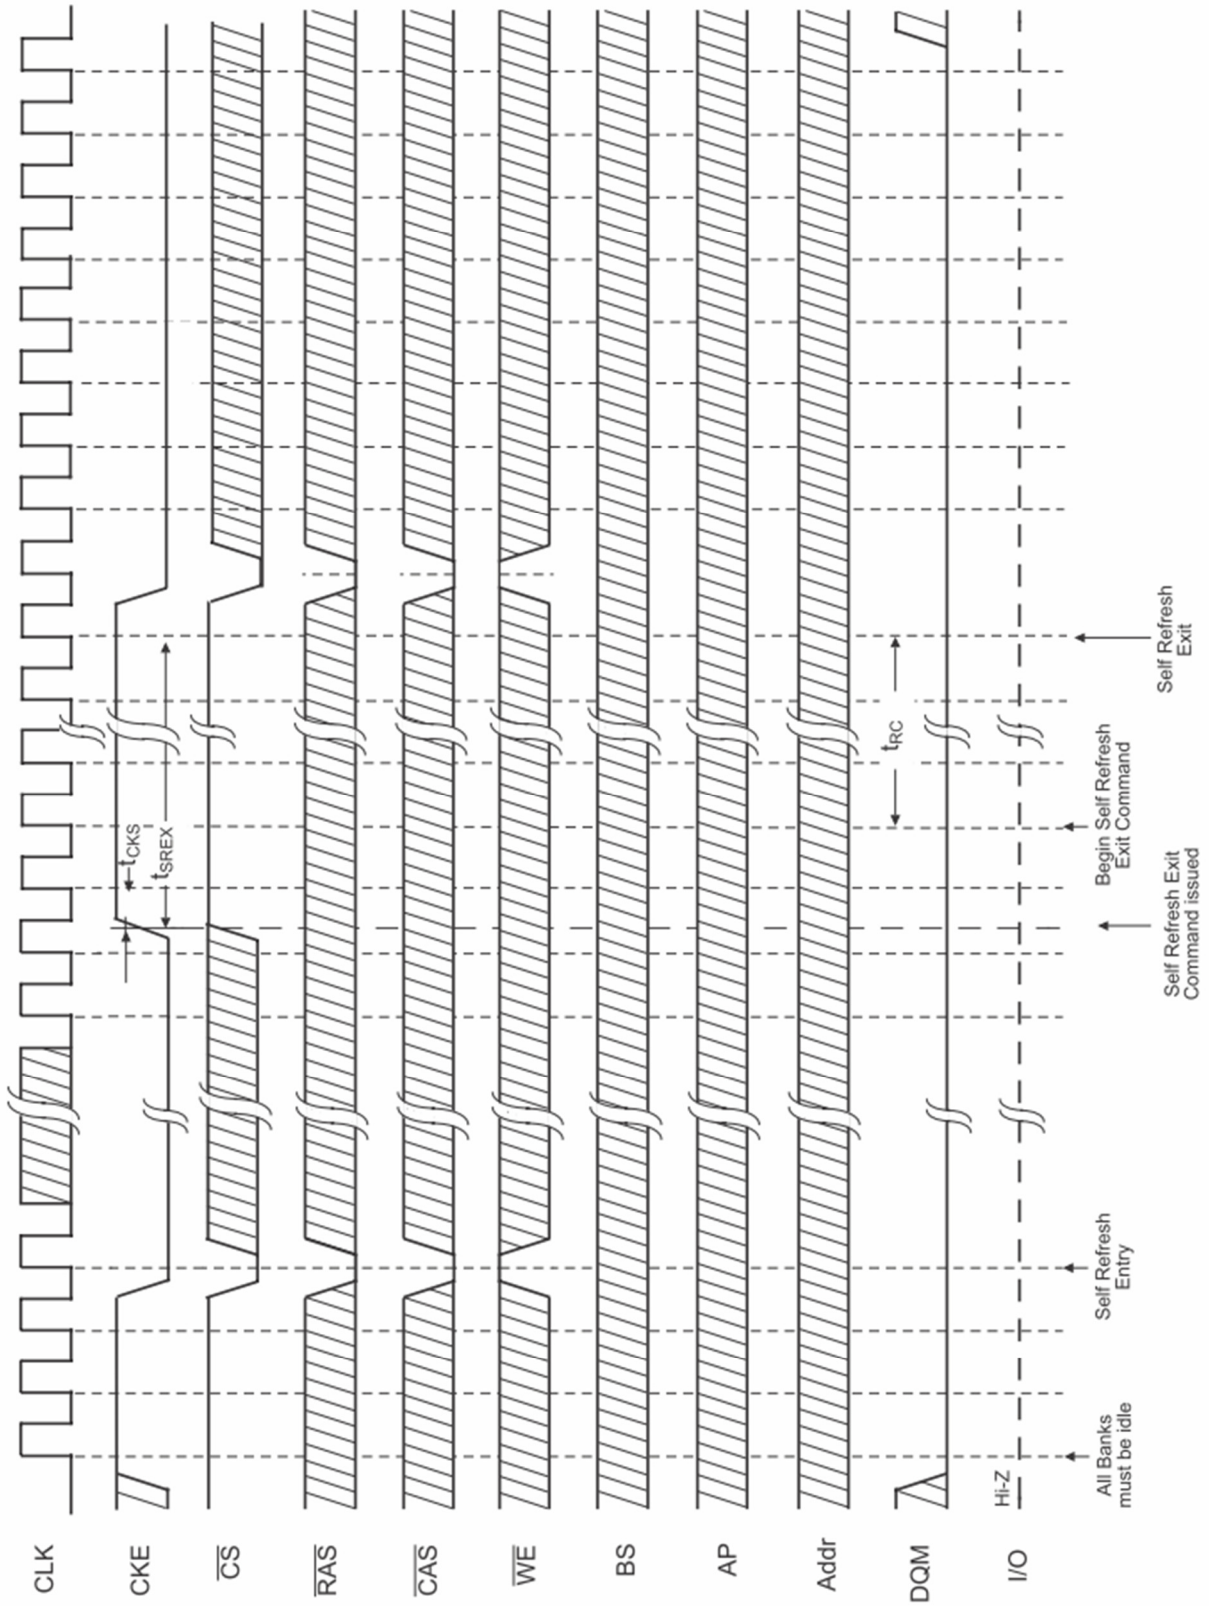 CLK
CKE
CS
RAS
CAS
WE
BS
AP
Addr
DQM
I/O
tCKS
tSREX
tRC
Hi-Z
All Banks
must be idle
Self Refresh
Entry
Self Refresh Exit
Command issued
Begin Self Refresh
Exit Command
Self Refresh
Exit